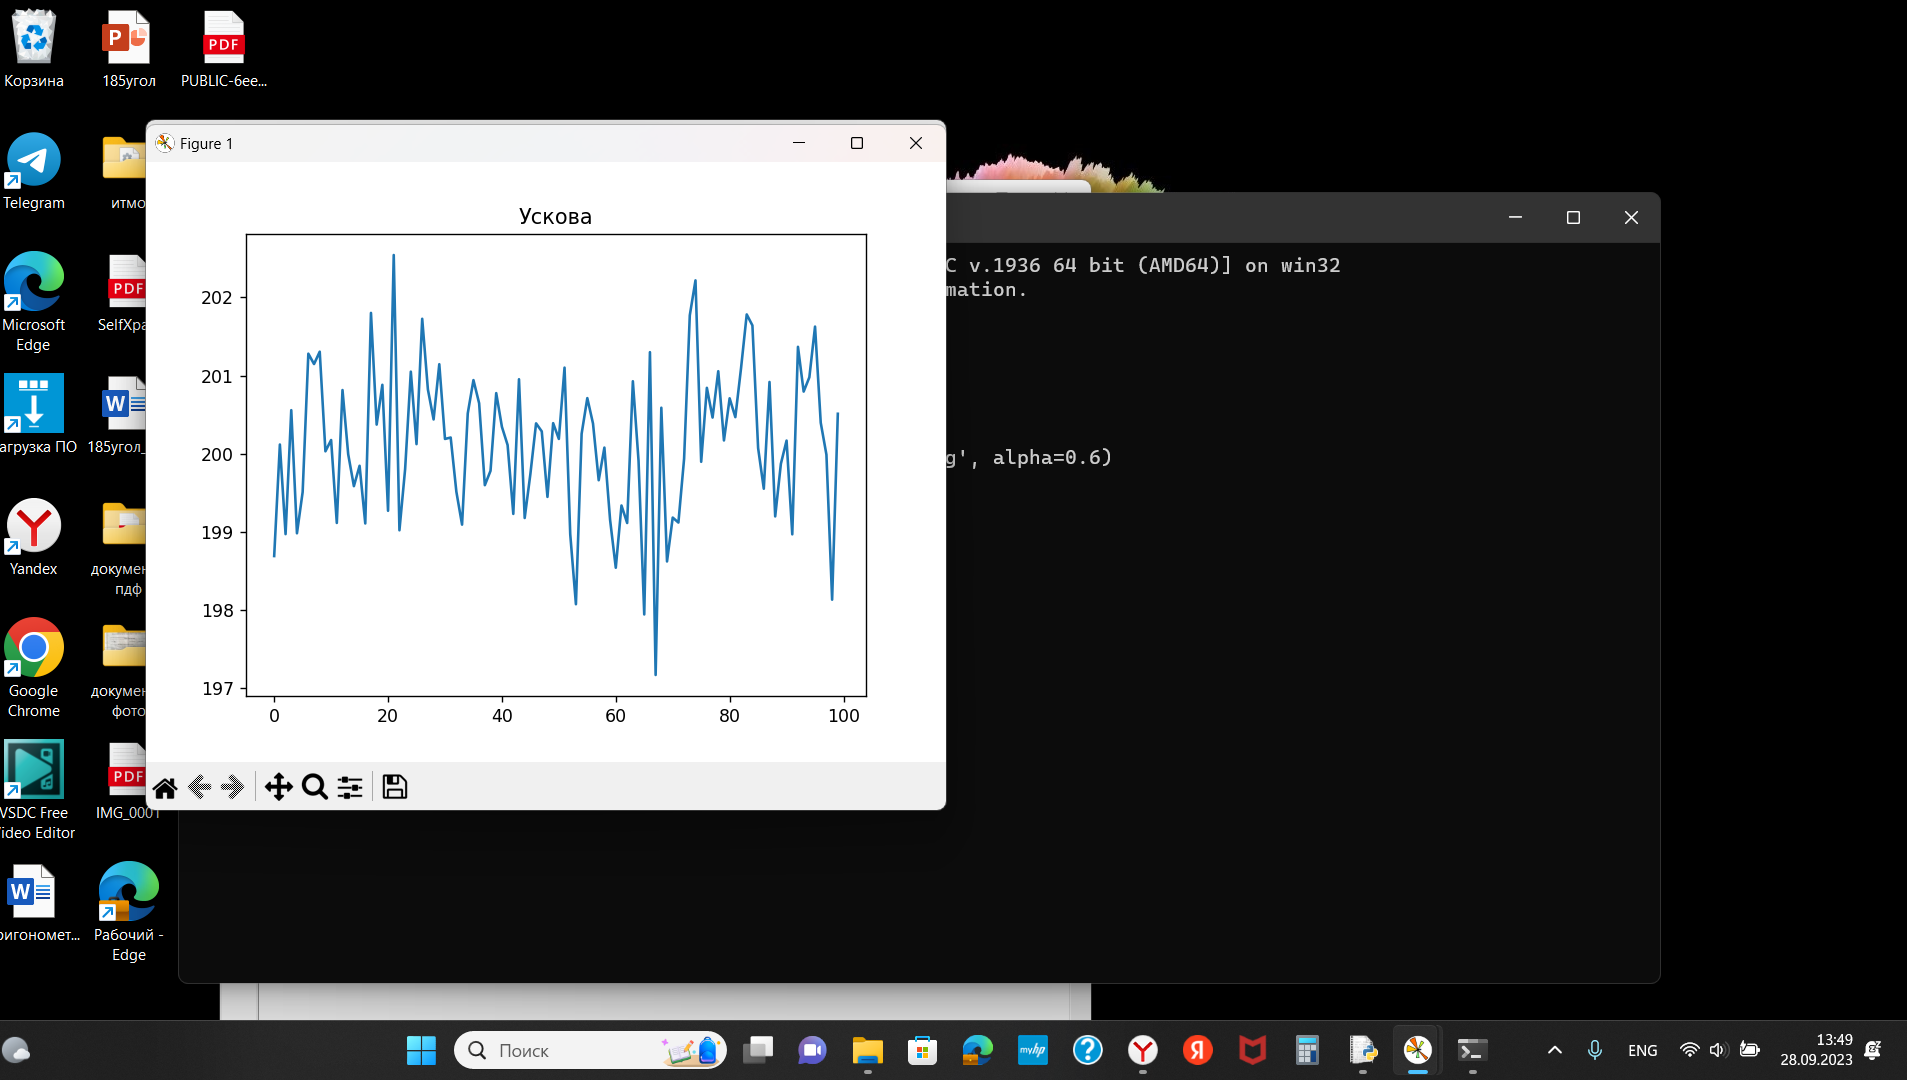 Корзина
185угол
PUBLIC-6ee...
Telegram
итмо
Microsoft
Edge
SelfXpa
агрузка ПО
185угол_
Yandex
докумен
пдф
Google
Chrome
докумен
фото
VSDC Free
ideo Editor
IMG_0001
ригономет...
Рабочий -
Edge
Figure 1
Ускова
202
201
200
199
198
197
0
20
40
60
80
100
C v.1936 64 bit (AMD64)] on win32
mation.
g', alpha=0.6)
Поиск
myhp
ENG
13:49
28.09.2023